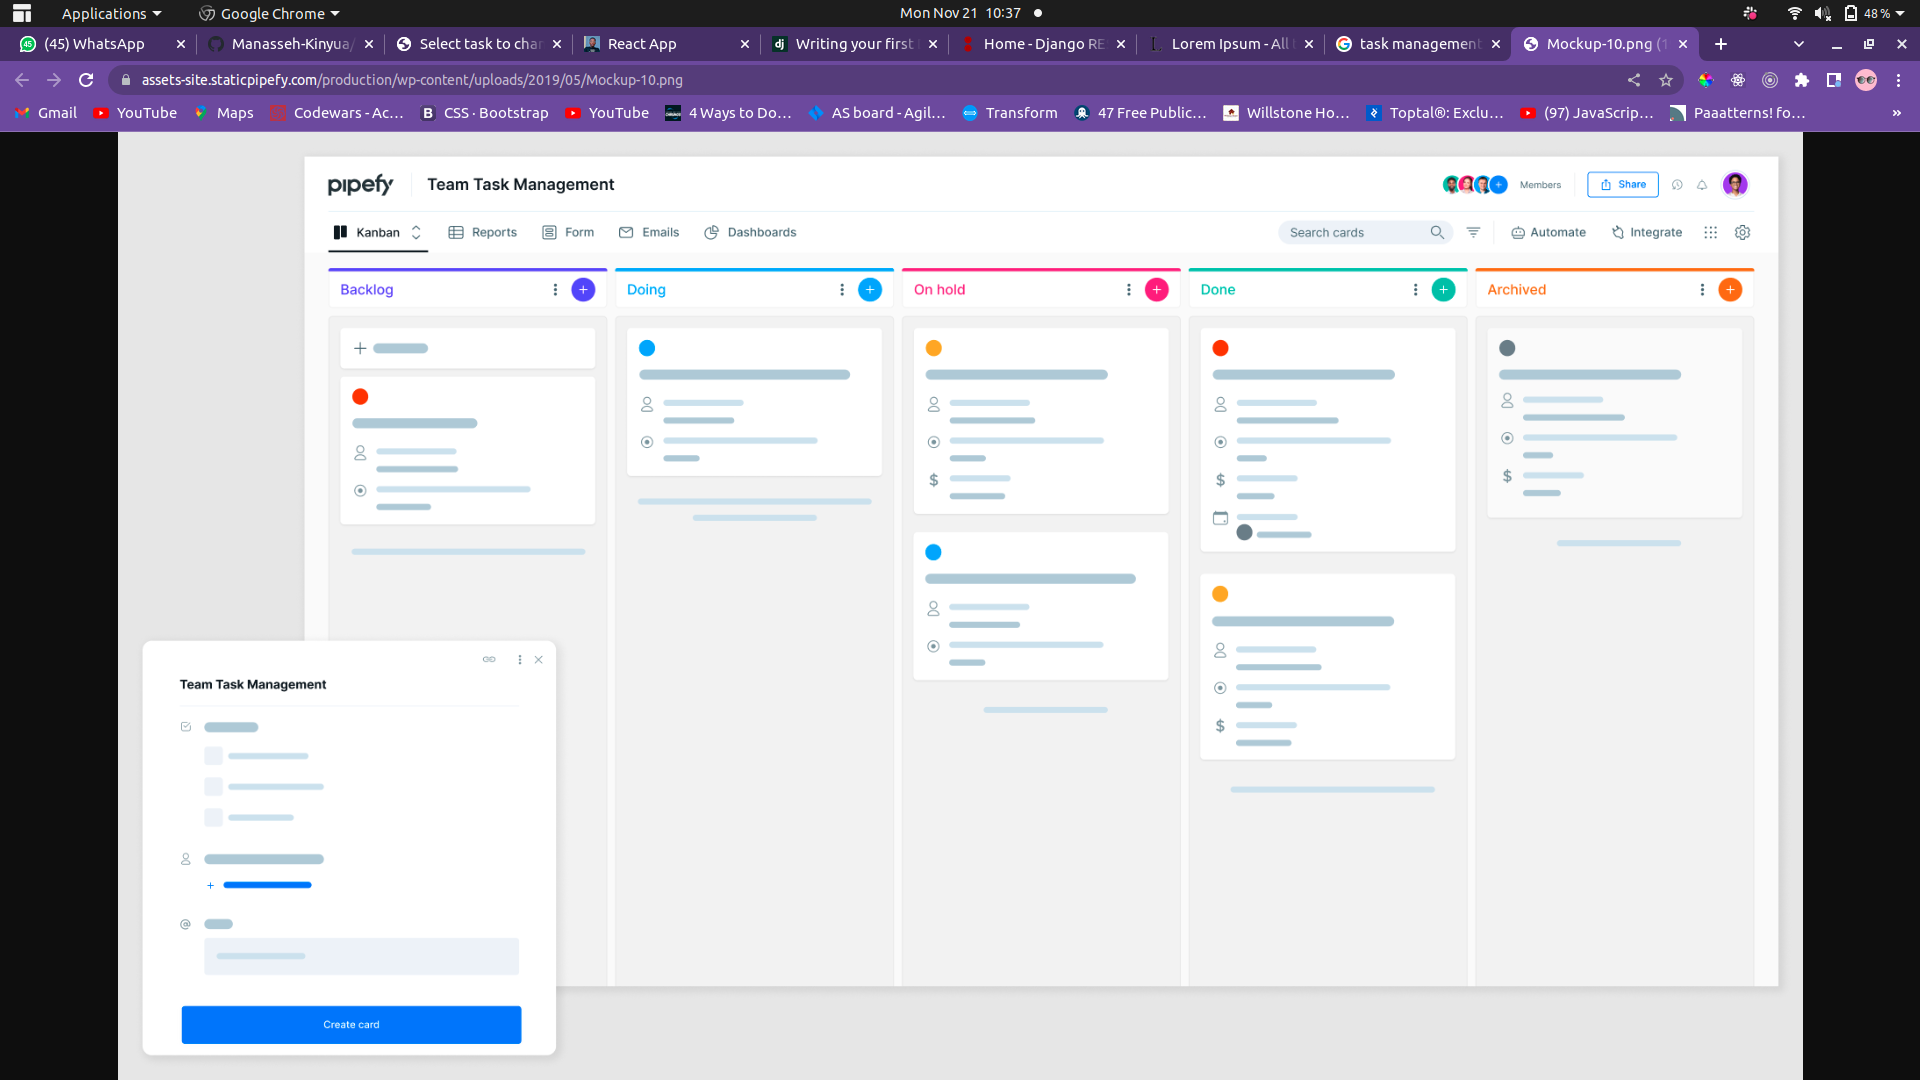 Applications
Google Chrome
Mon Nov 21 10:37
48 %
(45) WhatsApp
Manasseh-Kinyua/
Select task to char
React App
Writing your first
Home - Django RE
Lorem Ipsum - All
task management
Mockup-10.png (1
assets-site.staticpipefy.com/production/wp-content/uploads/2019/05/Mockup-10.png
Gmail
YouTube
Maps
Codewars - Ac...
CSS · Bootstrap
YouTube
4 Ways to Do...
AS board - Agil...
Transform
47 Free Public...
Willstone Ho...
Toptal®: Exclu...
(97) JavaScrip...
Paaatterns! fo...
»
pipefy
Team Task Management
Members
Share
Kanban
Reports
Form
Emails
Dashboards
Search cards
Automate
Integrate
Backlog
Doing
On hold
Done
Archived
Team Task Management
Create card